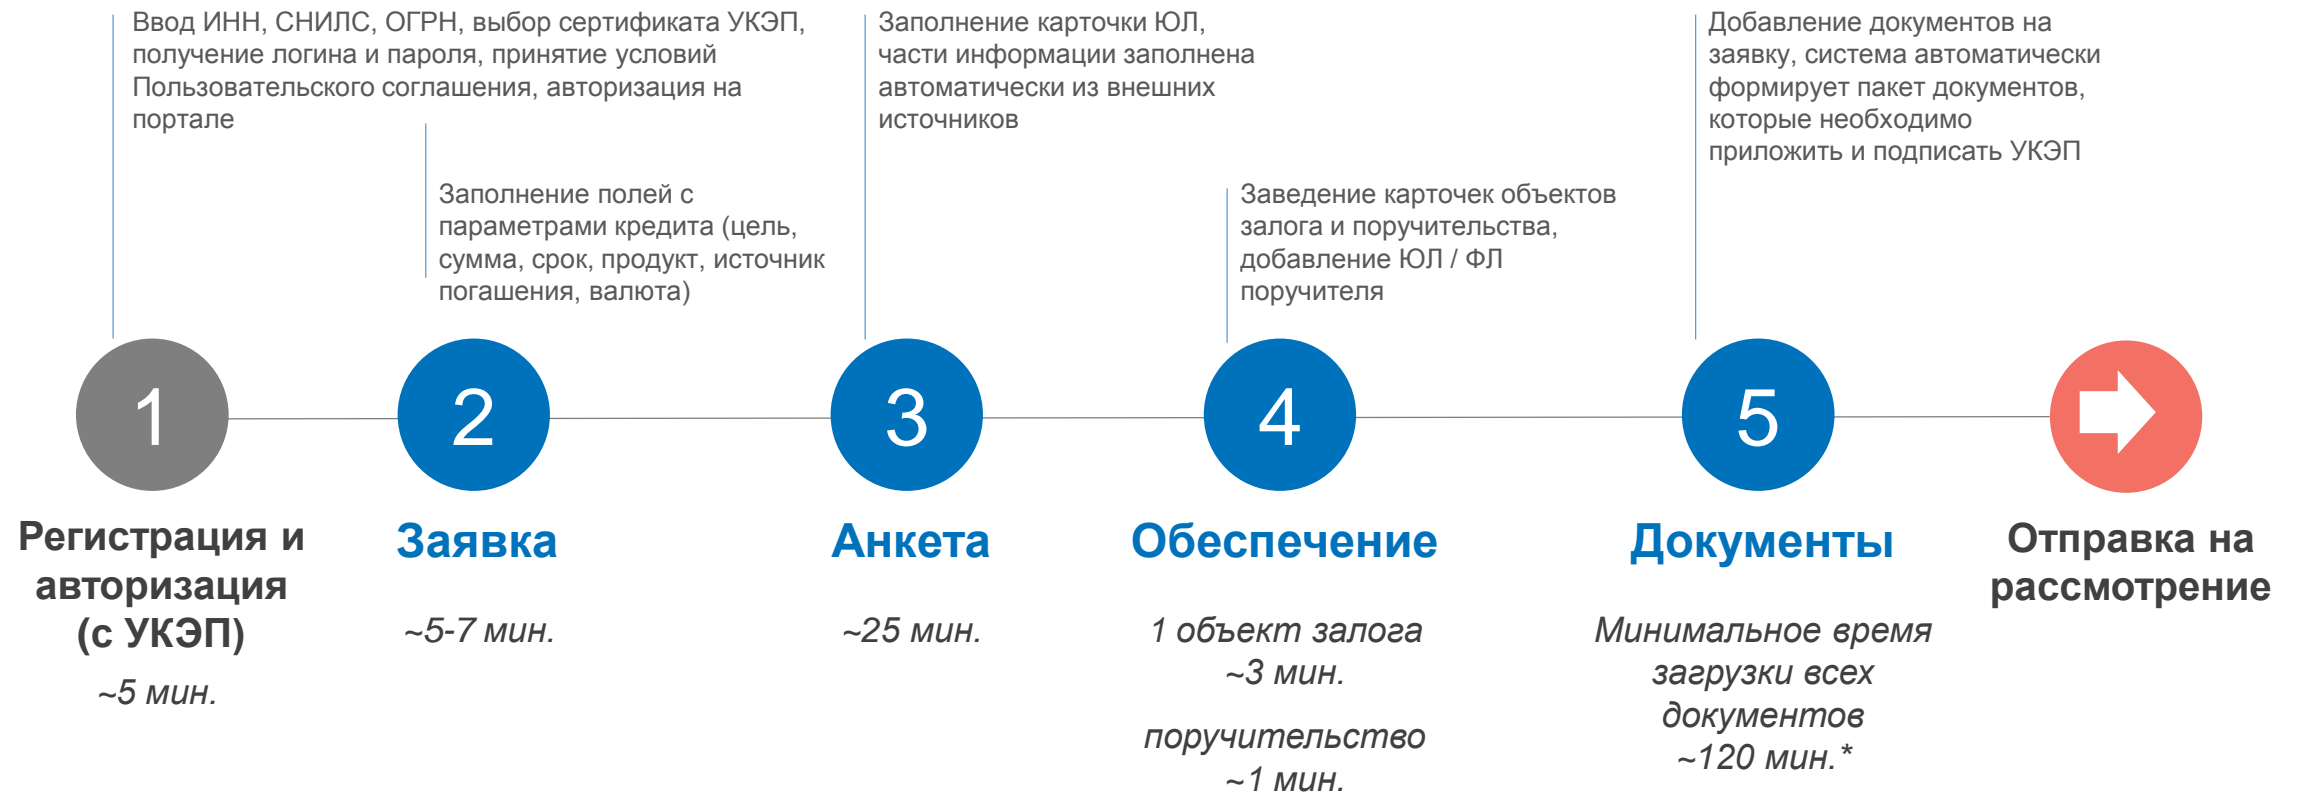 Ввод ИНН, СНИЛС, ОГРН, выбор сертификата УКЭП,
получение логина и пароля, принятие условий
Пользовательского соглашения, авторизация на
портале
Заполнение полей с
параметрами кредита (цель,
сумма, срок, продукт, источник
погашения, валюта)
Заполнение карточки ЮЛ,
части информации заполнена
автоматически из внешних
источников
Заведение карточек объектов
залога и поручительства,
добавление ЮЛ / ФЛ
поручителя
Добавление документов на
заявку, система автоматически
формирует пакет документов,
которые необходимо
приложить и подписать УКЭП
1
2
3
4
5
Регистрация и
авторизация
(с УКЭП)
~5 мин.
Заявка
~5-7 мин.
Анкета
~25 мин.
Обеспечение
1 объект залога
~3 мин.
поручительство
~1 мин.
Документы
Минимальное время
загрузки всех
документов
~120 мин.*
Отправка на
рассмотрение